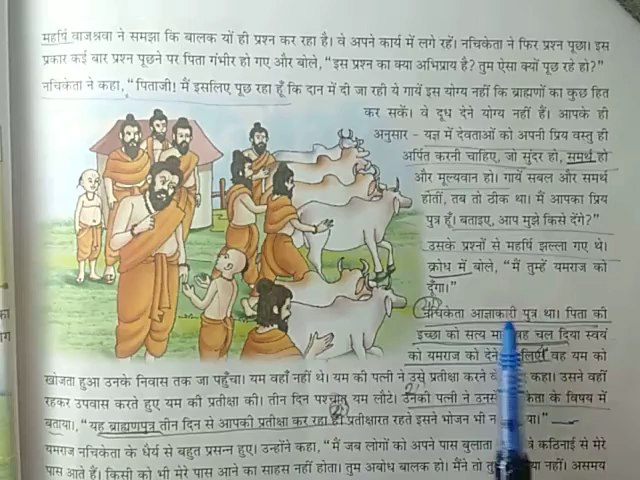 महर्षि वाजश्रवा ने समझा कि बालक यों ही प्रश्न कर रहा है। वे अपने कार्य में लगे रहें। नचिकेता ने फिर प्रश्न पूछा। इस
प्रकार कई बार प्रश्न पूछने पर पिता गंभीर हो गए और बोले, “इस प्रश्न का क्या अभिप्राय है? तुम ऐसा क्यों पूछ रहे हो?”
नचिकेता ने कहा, “पिताजी! मैं इसलिए पूछ रहा हूँ कि दान में दी जा रही ये गायें इस योग्य नहीं कि ब्राह्मणों का कुछ हित
कर सकें। वे दूध देने योग्य नहीं हैं। आपके ही
अनुसार – यज्ञ में देवताओं को अपनी प्रिय वस्तु ही
अर्पित करनी चाहिए, जो सुंदर हो, समर्थ हो
और मूल्यवान हो। गायें सबल और समर्थ
होतीं, तब तो ठीक था। मैं आपका प्रिय
पुत्र हूँ। बताइए, आप मुझे किसे देंगे?”
उसके प्रश्नों से महर्षि झल्ला गए थे।
क्रोध में बोले, “मैं तुम्हें यमराज को
दूँगा।”
नचिकेता आज्ञाकारी पुत्र था। पिता की
इच्छा को सत्य वह चल दिया स्वयं
को यमराज को देने लिए। वह यम को
खोजता हुआ उनके निवास तक जा पहुँचा। यम वहाँ नहीं थे। यम की पत्नी ने उसे प्रतीक्षा करने कहा। उसने वहीं
रहकर उपवास करते हुए यम की प्रतीक्षा की। तीन दिन पश्चात् यम लौटे। उनकी पत्नी ने के विषय में
बताया, “यह ब्राह्मणपुत्र तीन दिन से आपकी प्रतीक्षा कर रहा है। प्रतीक्षारत रहते इसने भोजन भी
यमराज नचिकेता के धैर्य से बहुत प्रसन्न हुए। उन्होंने कहा, “मैं जब लोगों को अपने पास बुलाता वे कठिनाई से मेरे
पास आते हैं। किसी को भी मेरे पास आने का साहस नहीं होता। तुम अबोध बालक हो। मैंने तो नहीं। असमय